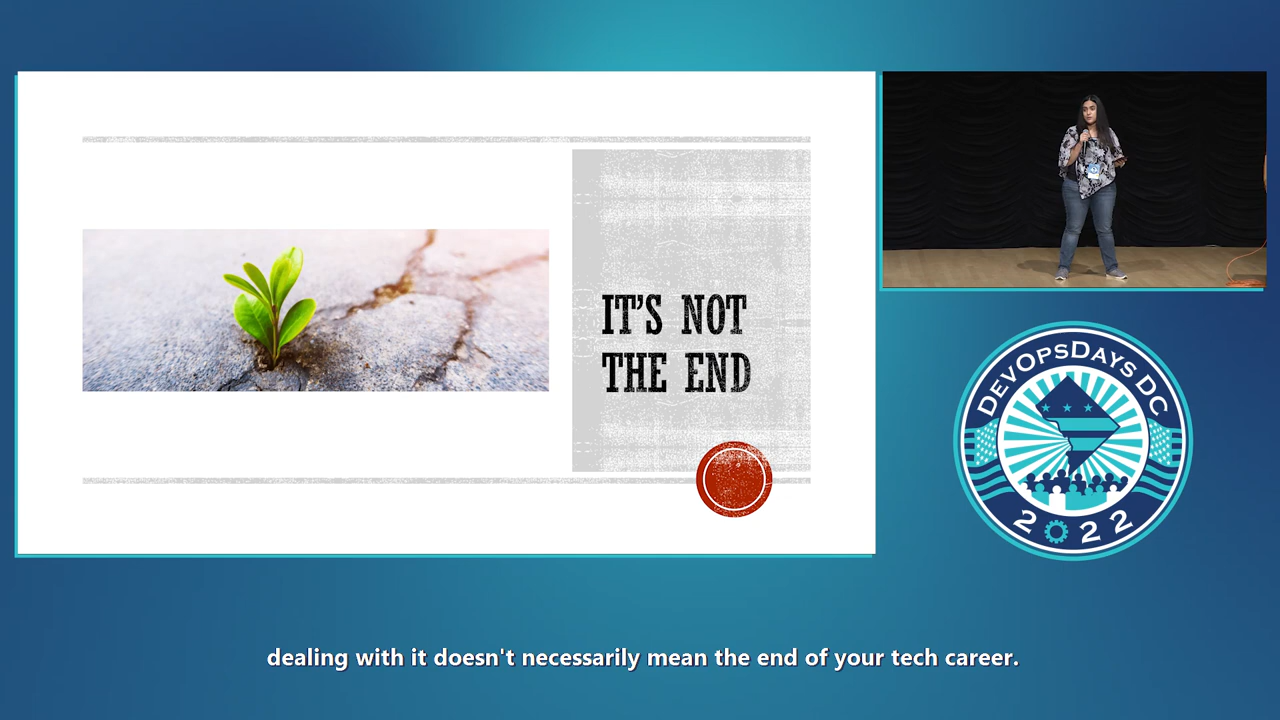 IT'S NOT
THE END
DEVOPSDAYS DC
2022
dealing with it doesn't necessarily mean the end of your tech career.